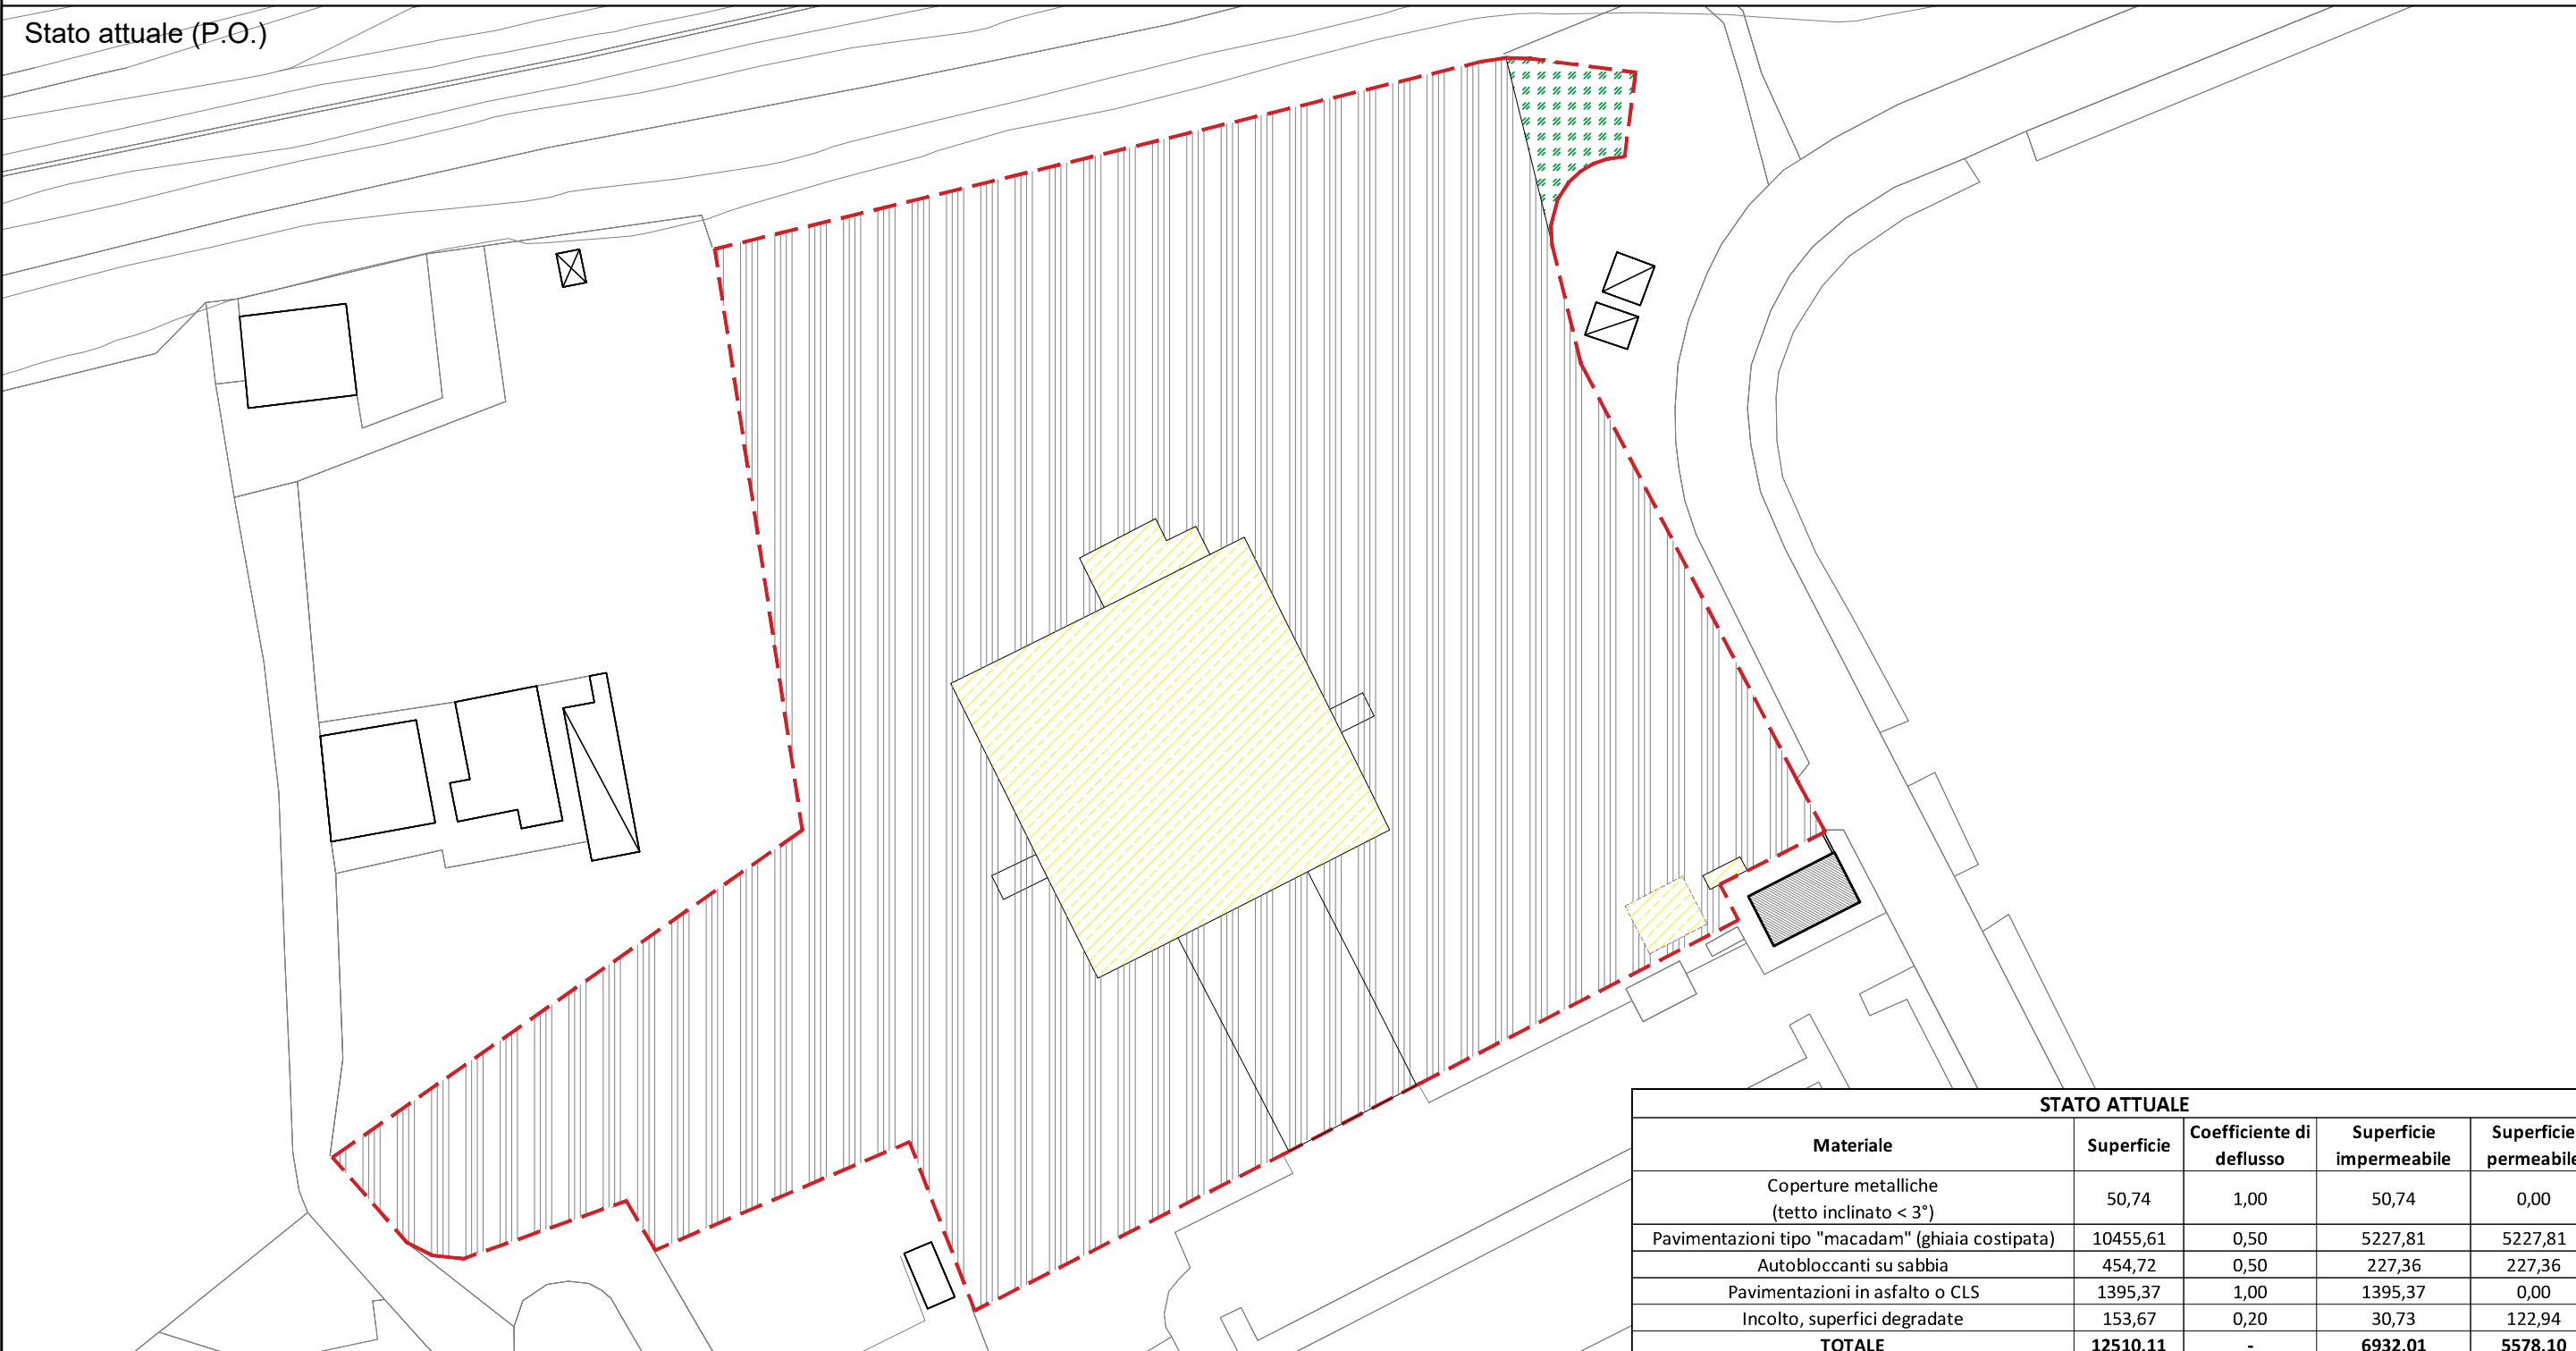 Stato attuale (P.O.)
STATO ATTUALE
Materiale Superficie Coefficiente di deflusso Superficie impermeabile Superficie permeabile
Coperture metalliche
(tetto inclinato < 3°) 50,74 1,00 50,74 0,00
Pavimentazioni tipo "macadam" (ghiaia costipata) 10455,61 0,50 5227,81 5227,81
Autobloccanti su sabbia 454,72 0,50 227,36 227,36
Pavimentazioni in asfalto o CLS 1395,37 1,00 1395,37 0,00
Incolto, superfici degradate 153,67 0,20 30,73 122,94
TOTALE 12510,11 - 6932,01 5578,10